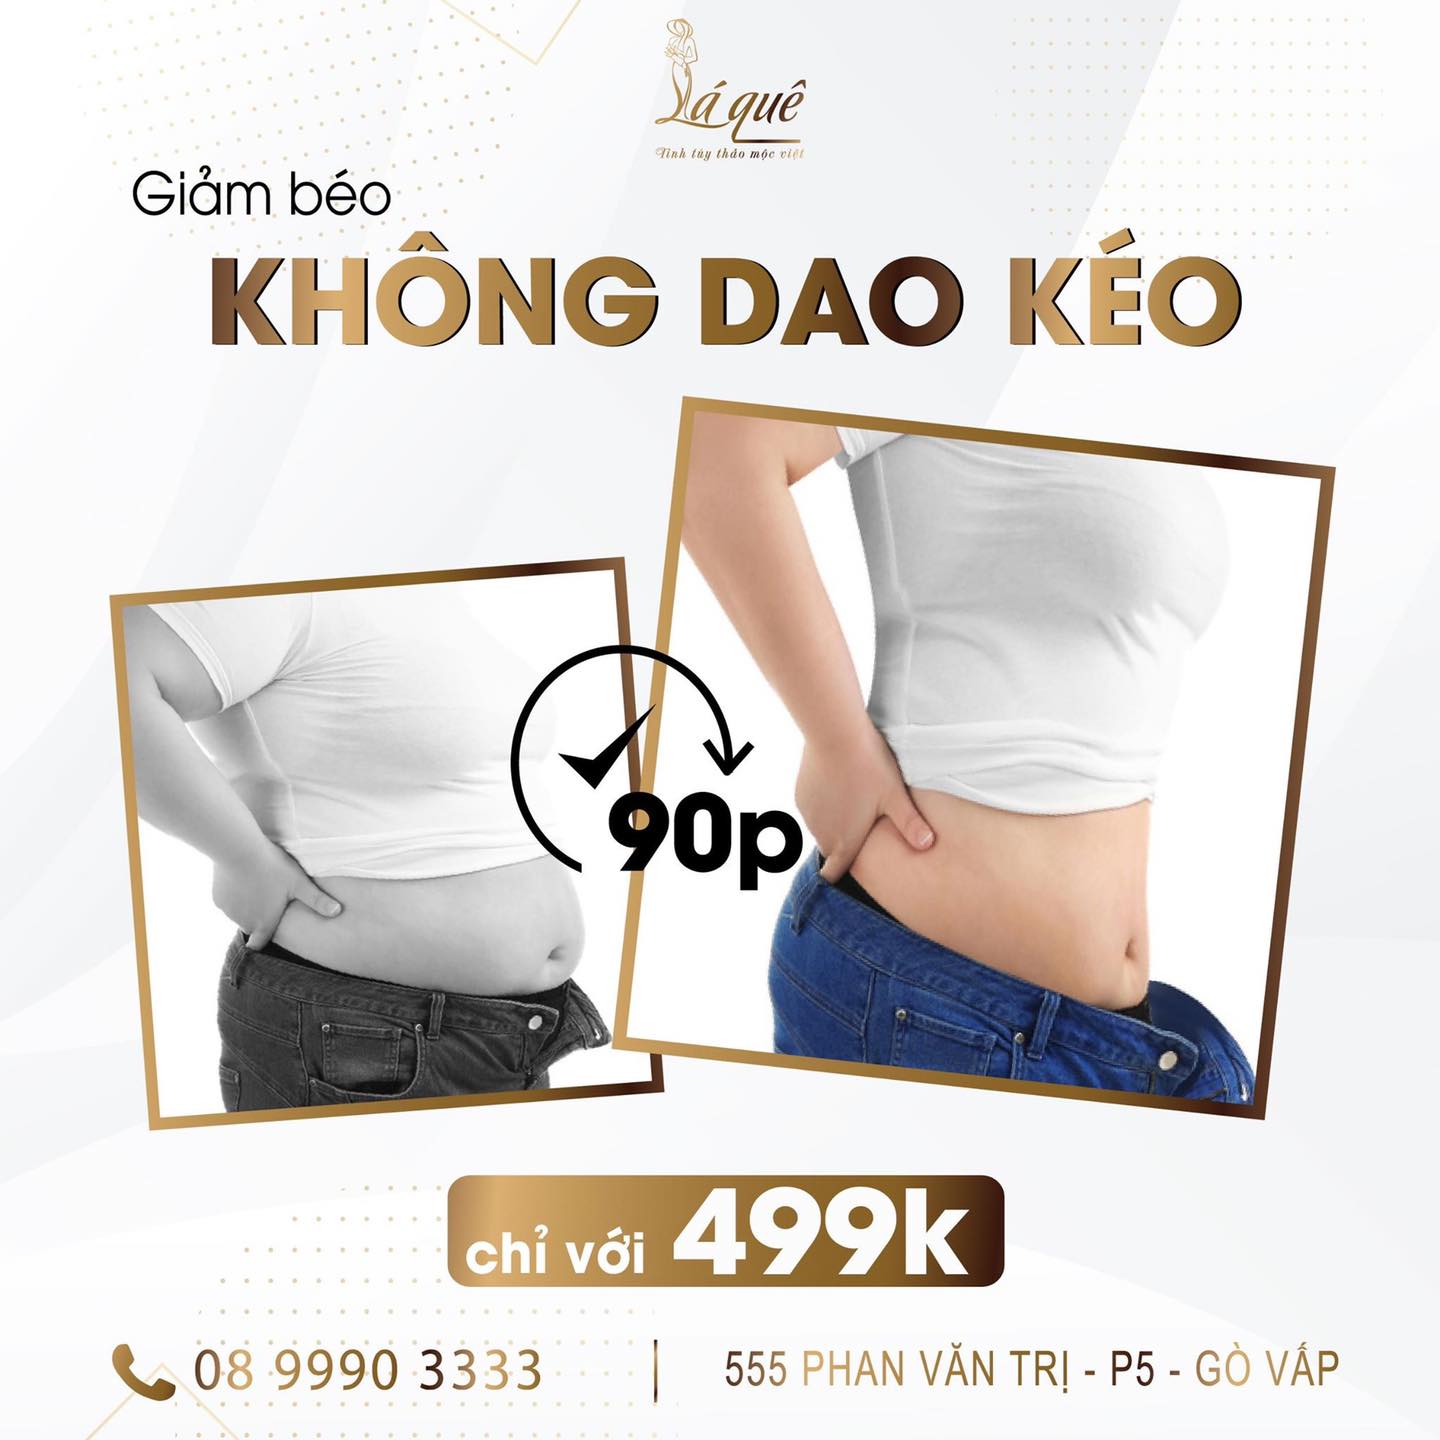 Lá quê
Tinh túy thảo mộc việt
Giảm béo
KHÔNG DAO KÉO
90p
chỉ với 499k
08 9990 3333
555 PHAN VĂN TRỊ - P5 - GÒ VẤP